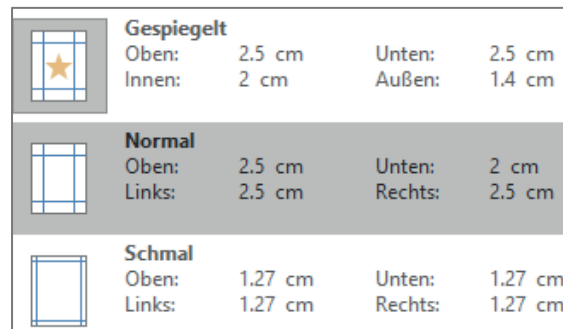 Gespiegelt
Oben: 2.5 cm Unten: 2.5 cm
Innen: 2 cm Außen: 1.4 cm
Normal
Oben: 2.5 cm Unten: 2 cm
Links: 2.5 cm Rechts: 2.5 cm
Schmal
Oben: 1.27 cm Unten: 1.27 cm
Links: 1.27 cm Rechts: 1.27 cm